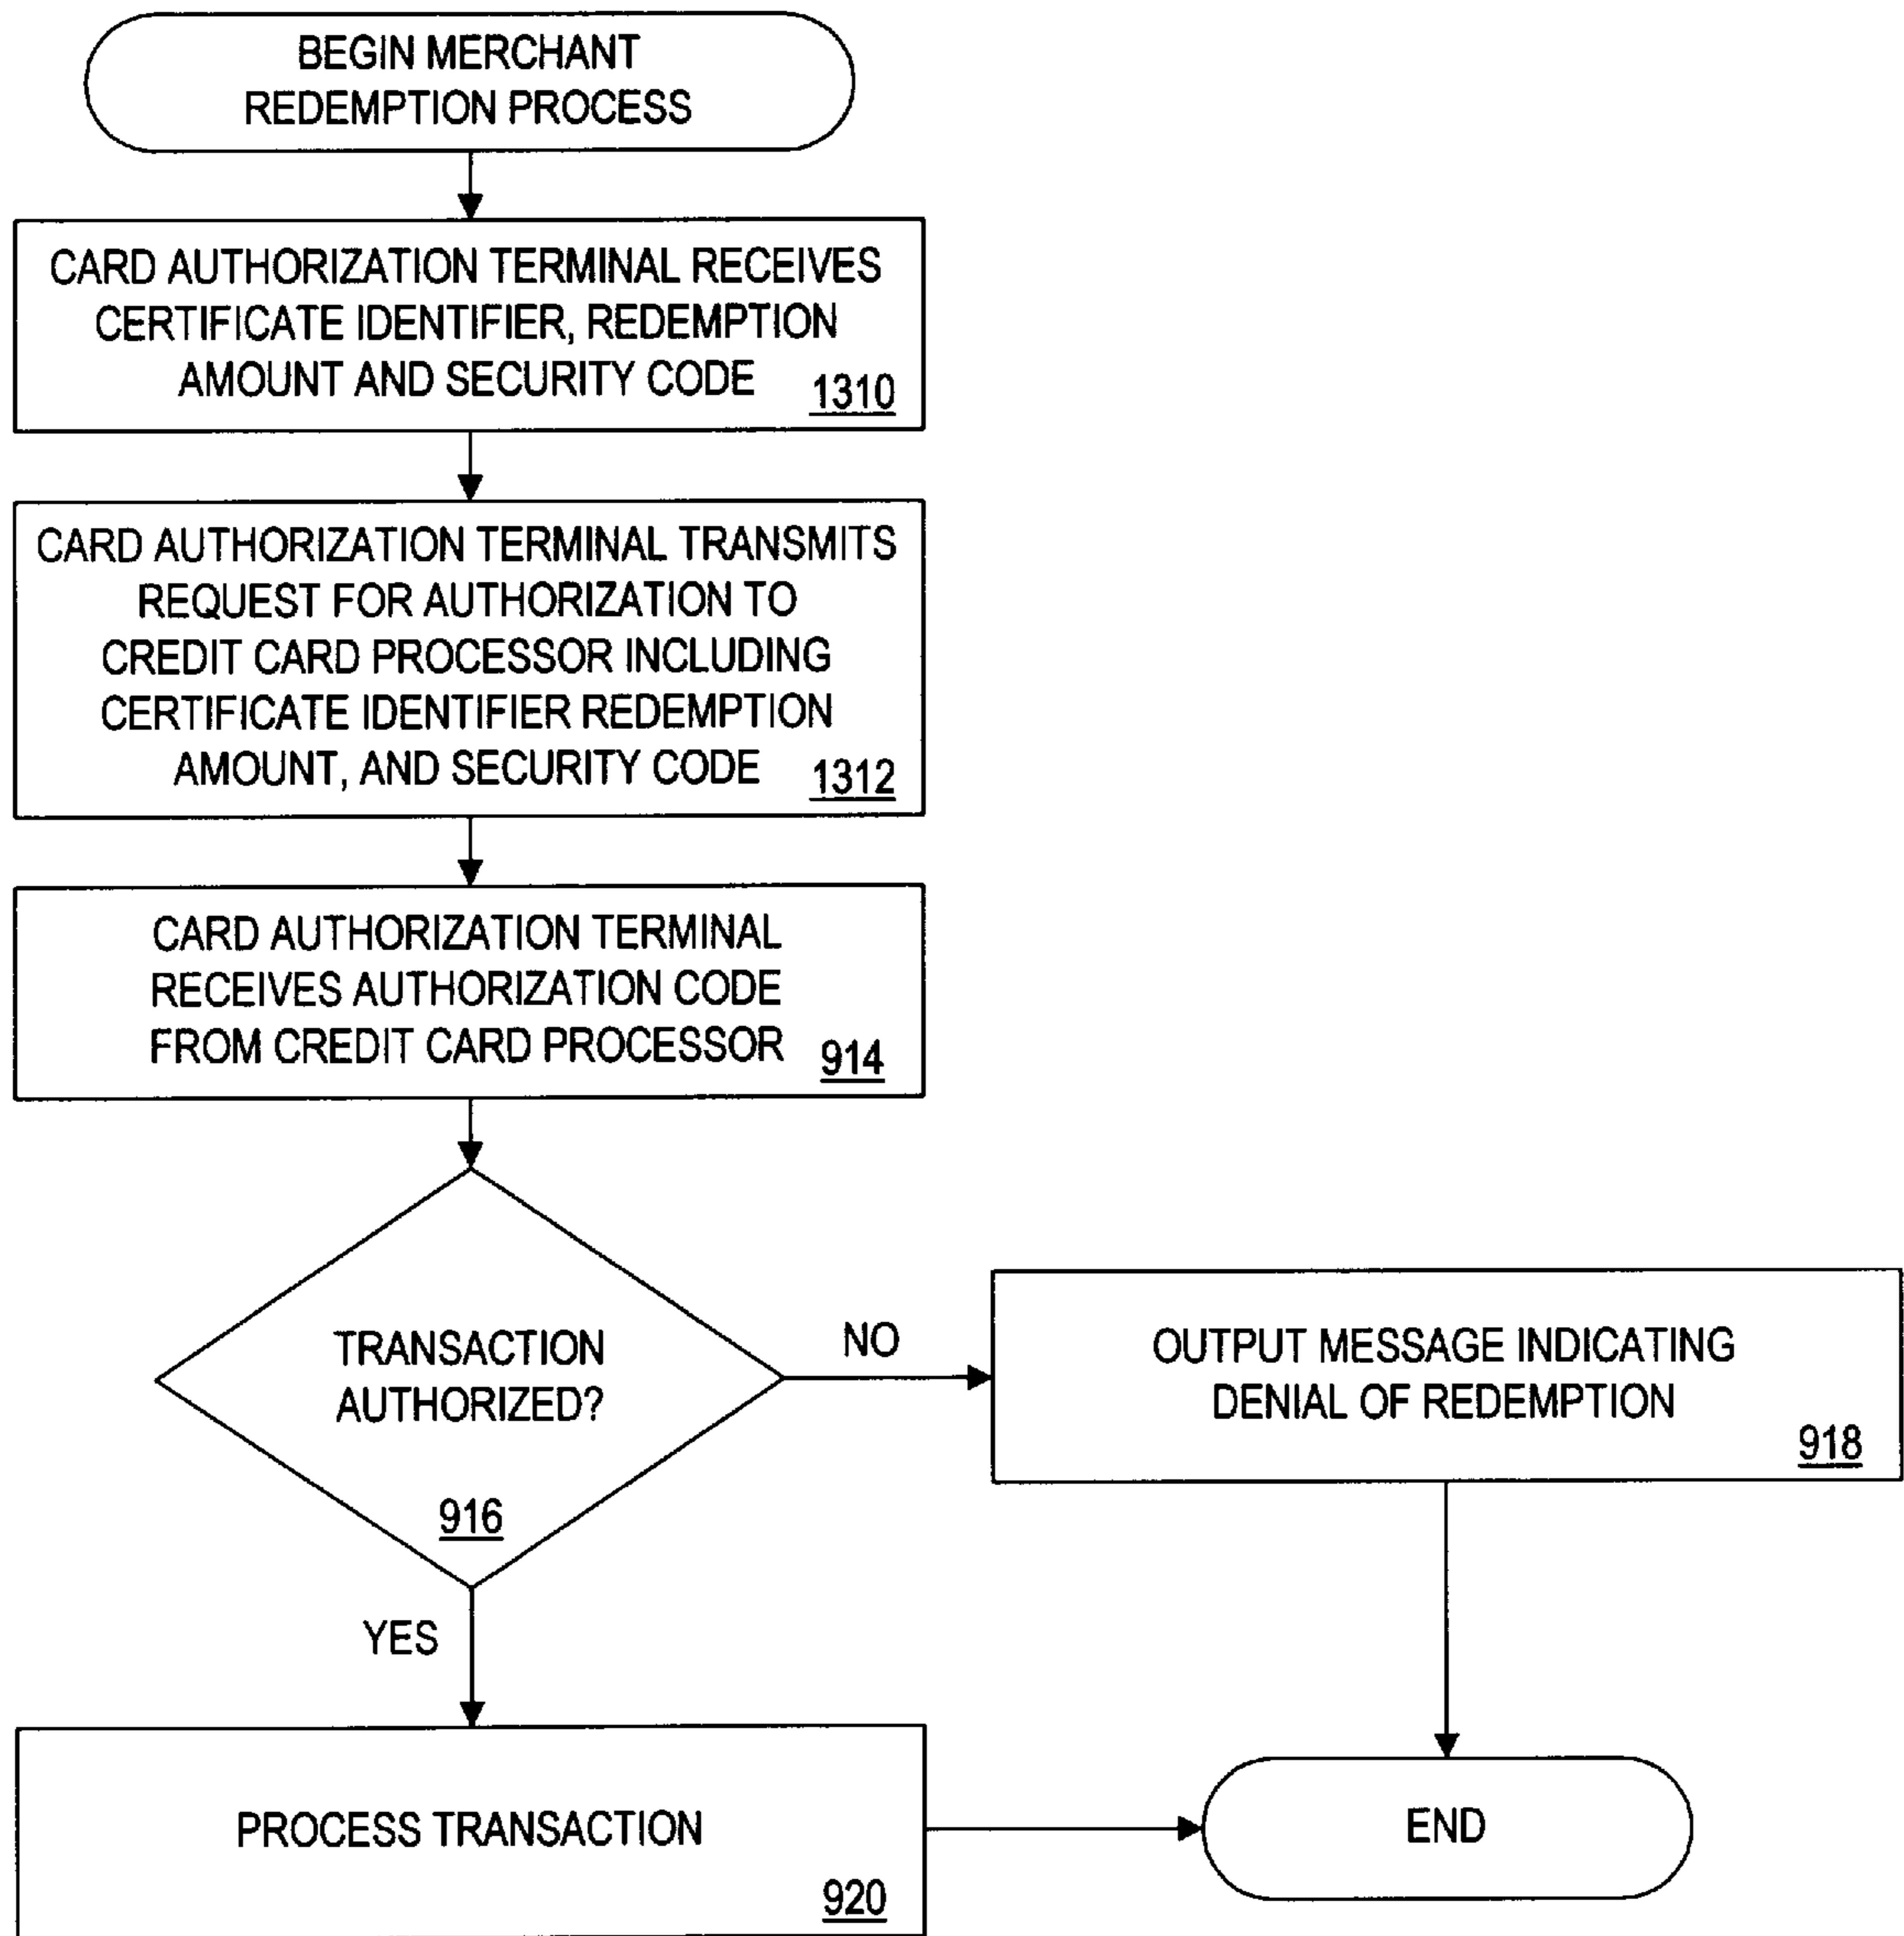 BEGIN MERCHANT
REDEMPTION PROCESS
CARD AUTHORIZATION TERMINAL RECEIVES
CERTIFICATE IDENTIFIER, REDEMPTION
AMOUNT AND SECURITY CODE 1310
CARD AUTHORIZATION TERMINAL TRANSMITS
REQUEST FOR AUTHORIZATION TO
CREDIT CARD PROCESSOR INCLUDING
CERTIFICATE IDENTIFIER REDEMPTION
AMOUNT, AND SECURITY CODE 1312
CARD AUTHORIZATION TERMINAL
RECEIVES AUTHORIZATION CODE
FROM CREDIT CARD PROCESSOR 914
TRANSACTION
AUTHORIZED?
916
NO
OUTPUT MESSAGE INDICATING
DENIAL OF REDEMPTION
918
YES
PROCESS TRANSACTION
920
END